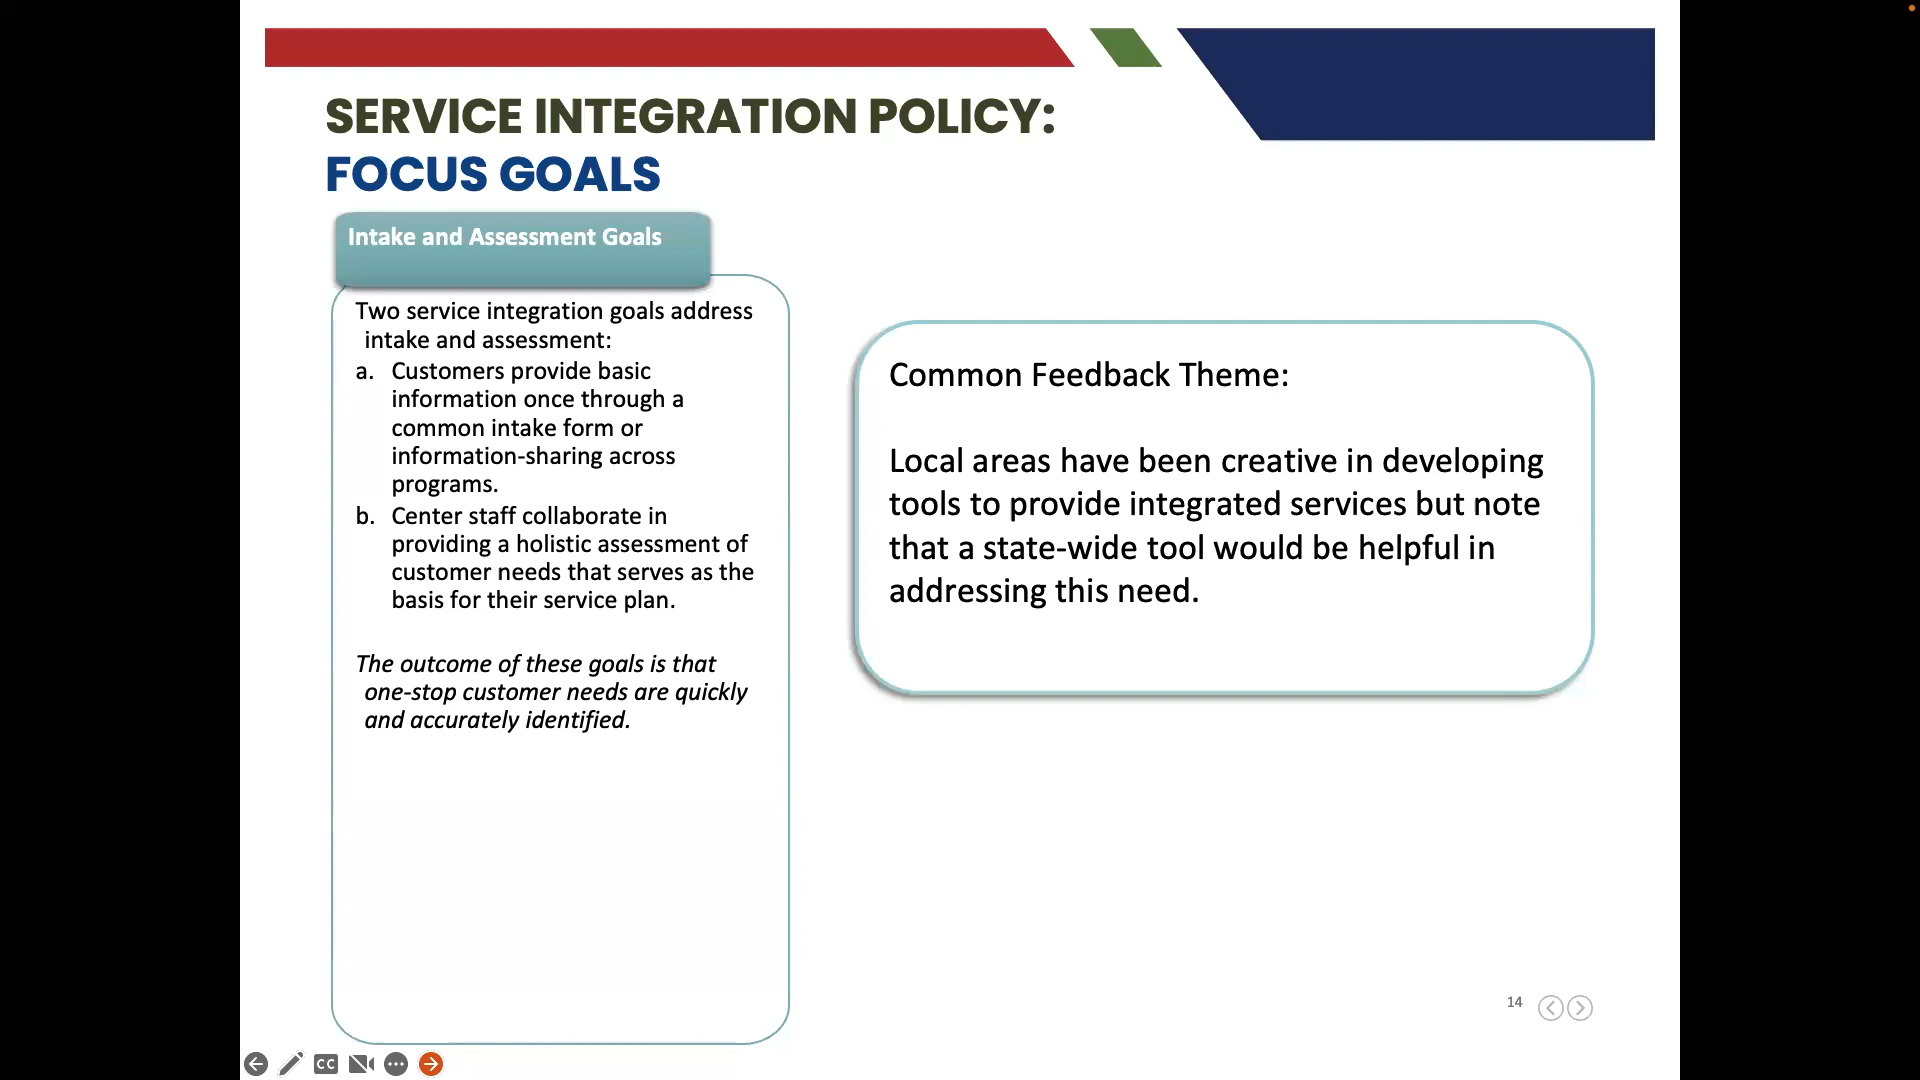 SERVICE INTEGRATION POLICY:
FOCUS GOALS
Intake and Assessment Goals
Two service integration goals address
intake and assessment:
a. Customers provide basic
information once through a
common intake form or
information-sharing across
programs.
b. Center staff collaborate in
providing a holistic assessment of
customer needs that serves as the
basis for their service plan.
The outcome of these goals is that
one-stop customer needs are quickly
and accurately identified.
Common Feedback Theme:
Local areas have been creative in developing
tools to provide integrated services but note
that a state-wide tool would be helpful in
addressing this need.
14
CC